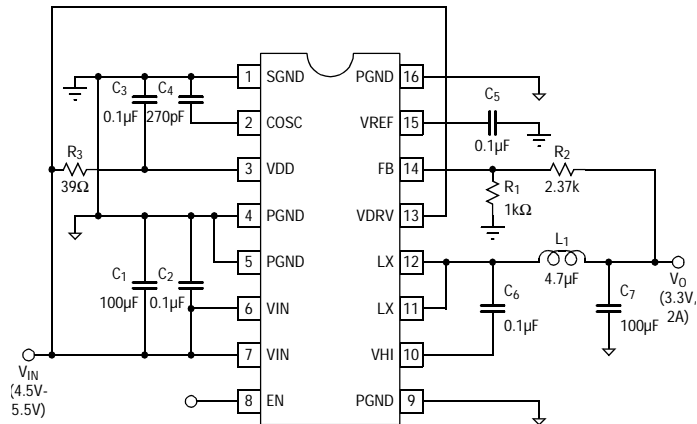 1 SGND PGND 16
C3 C4 C5
0.1µF 270pF
2 COSC VREF 15
0.1µF
R3 R2
3 VDD FB 14
39Ω 2.37k
R1
1kΩ
4 PGND VDRV 13
L1
5 PGND LX 12
4.7µF
C1 C2 C6 C7
VO
100µF 0.1µF 0.1µF 100µF
(3.3V,
2A)
6 VIN LX 11
7 VIN VHI 10
VIN
(4.5V-
5.5V)
8 EN PGND 9